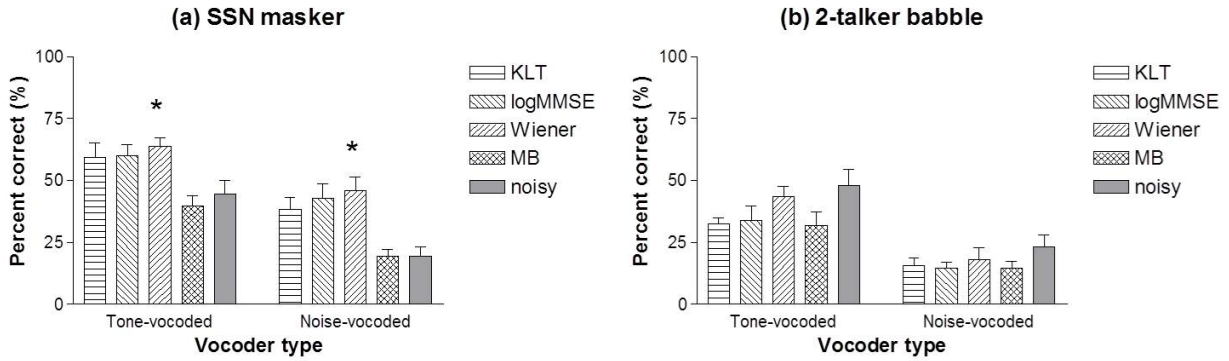 (a) SSN masker
100
75
50
25
0
Percent correct (%)
*
*
Tone-vocoded
Noise-vocoded
Vocoder type
KLT
logMMSE
Wiener
MB
noisy
(b) 2-talker babble
100
75
50
25
0
Percent correct (%)
Tone-vocoded
Noise-vocoded
Vocoder type
KLT
logMMSE
Wiener
MB
noisy